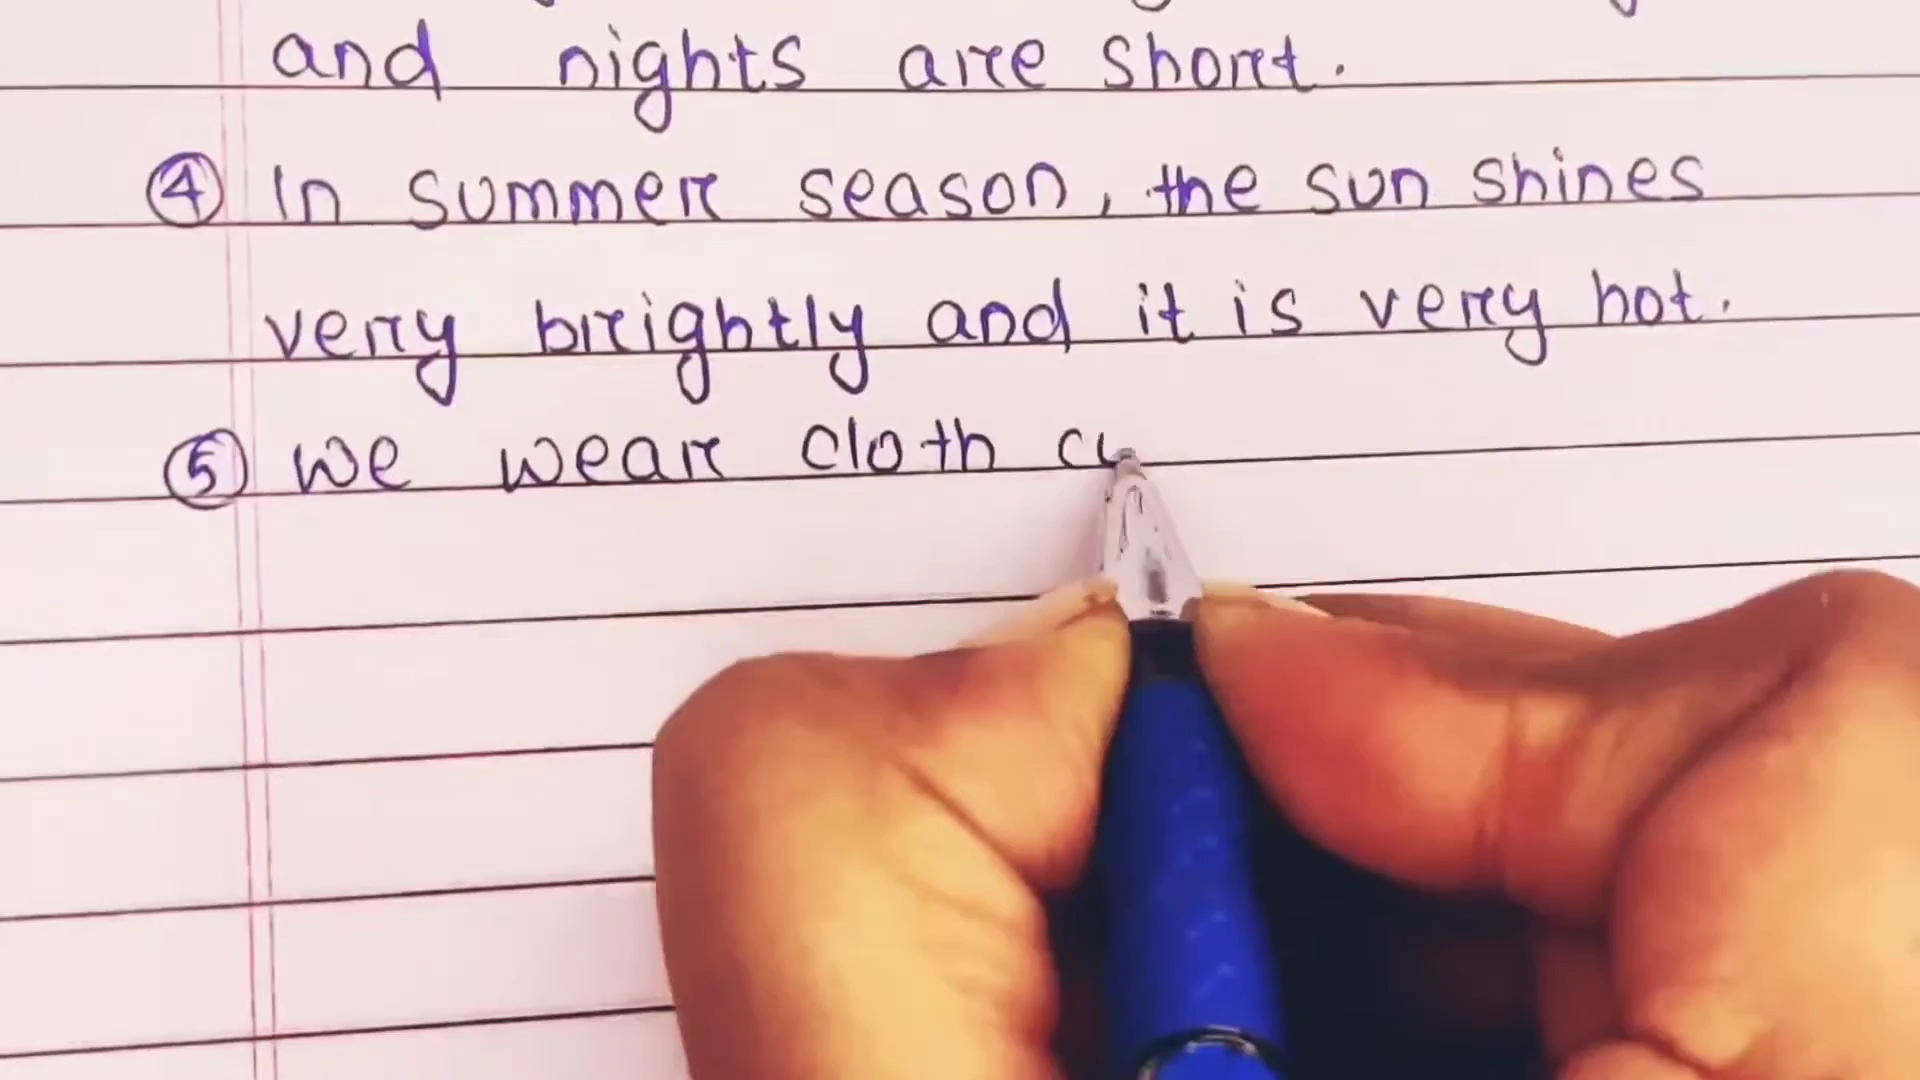 and nights are short.
④ In summer season, the sun shines
very brightly and it is very hot.
⑤ We wear cloth